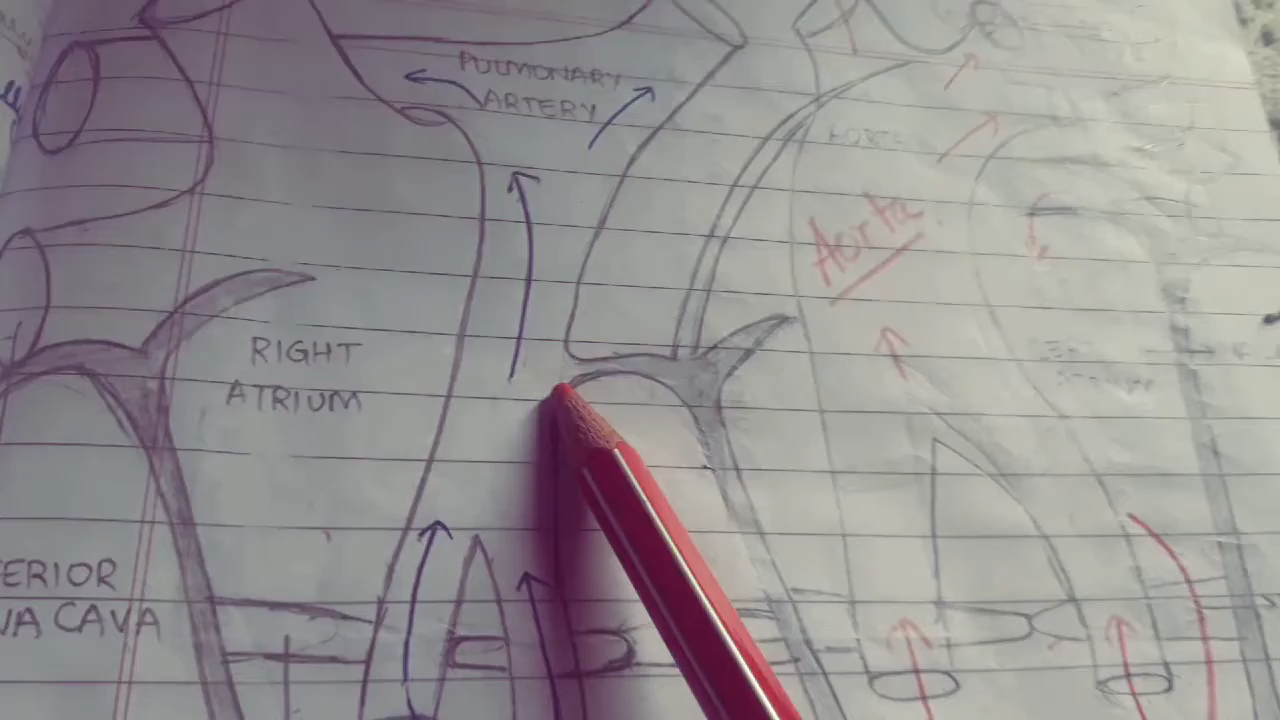 PULMONARY
ARTERY
AORTA
Aorta.
RIGHT
ATRIUM
ERIOR
VA CAVA